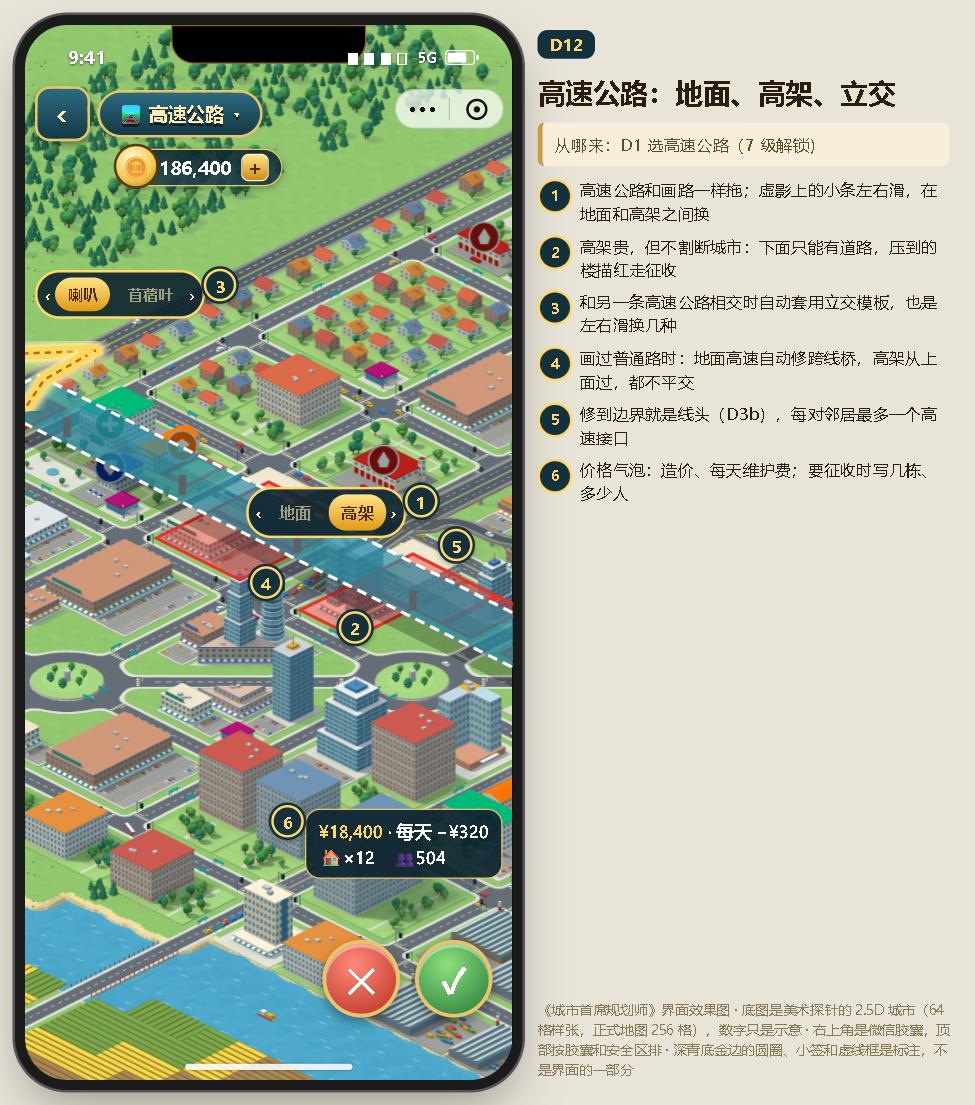 9:41
5G
高速公路
186,400 +
喇叭 苜蓿叶
3
地面 高架
1
5
4
2
6
¥18,400 · 每天 −¥320
×12 504
D12
高速公路：地面、高架、立交
从哪来：D1 选高速公路（7 级解锁）
1 高速公路和画路一样拖；虚影上的小条左右滑，在
地面和高架之间换
2 高架贵，但不割断城市：下面只能有道路，压到的
楼描红走征收
3 和另一条高速公路相交时自动套用立交模板，也是
左右滑换几种
4 画过普通路时：地面高速自动修跨线桥，高架从上
面过，都不平交
5 修到边界就是线头（D3b），每对邻居最多一个高
速接口
6 价格气泡：造价、每天维护费；要征收时写几栋、
多少人
《城市首席规划师》界面效果图 · 底图是美术探针的 2.5D 城市（64
格样张，正式地图 256 格），数字只是示意 · 右上角是微信胶囊，顶
部按胶囊和安全区排 · 深青底金边的圆圈、小签和虚线框是标注，不
是界面的一部分